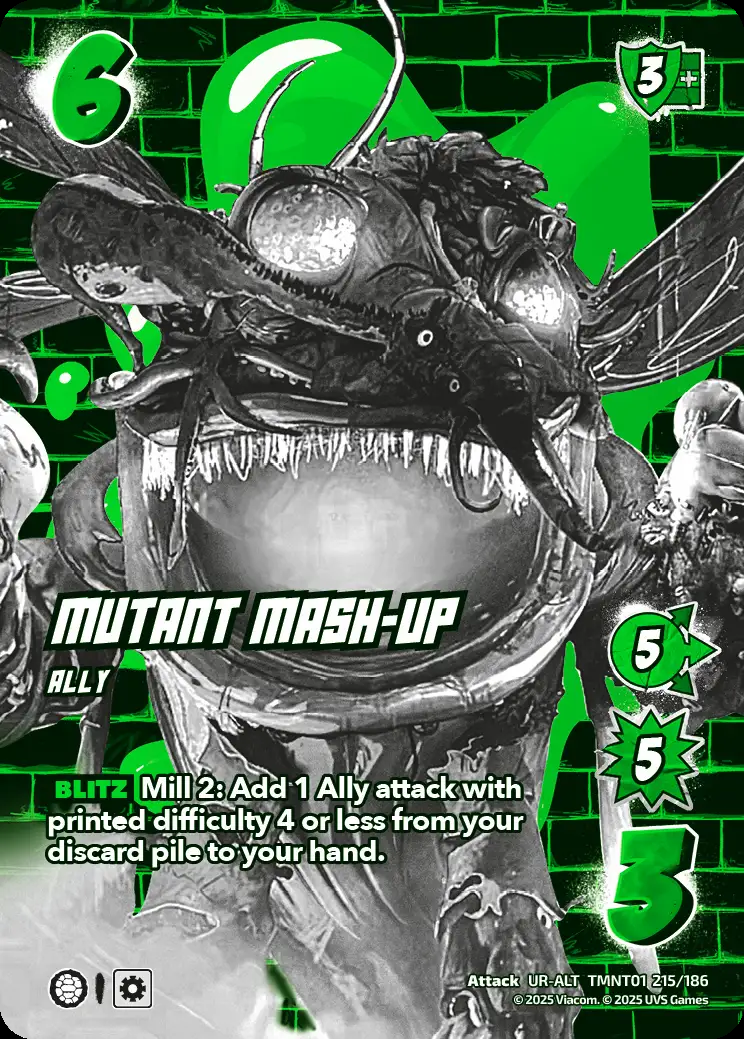 6
3
+
MUTANT MASH-UP
ALLY
5
5
BLITZ Mill 2: Add 1 Ally attack with
printed difficulty 4 or less from your
discard pile to your hand.
3
Attack UR-ALT TMNT01 215/186
© 2025 Viacom. © 2025 UVS Games